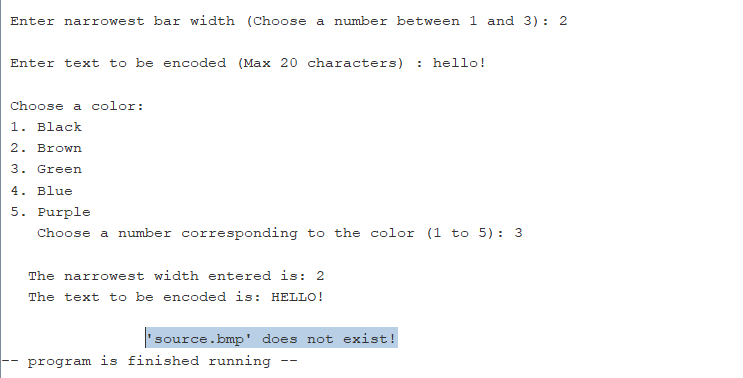 Enter narrowest bar width (Choose a number between 1 and 3): 2
Enter text to be encoded (Max 20 characters) : hello!
Choose a color:
1. Black
2. Brown
3. Green
4. Blue
5. Purple
Choose a number corresponding to the color (1 to 5): 3
The narrowest width entered is: 2
The text to be encoded is: HELLO!
'source.bmp' does not exist!
-- program is finished running --